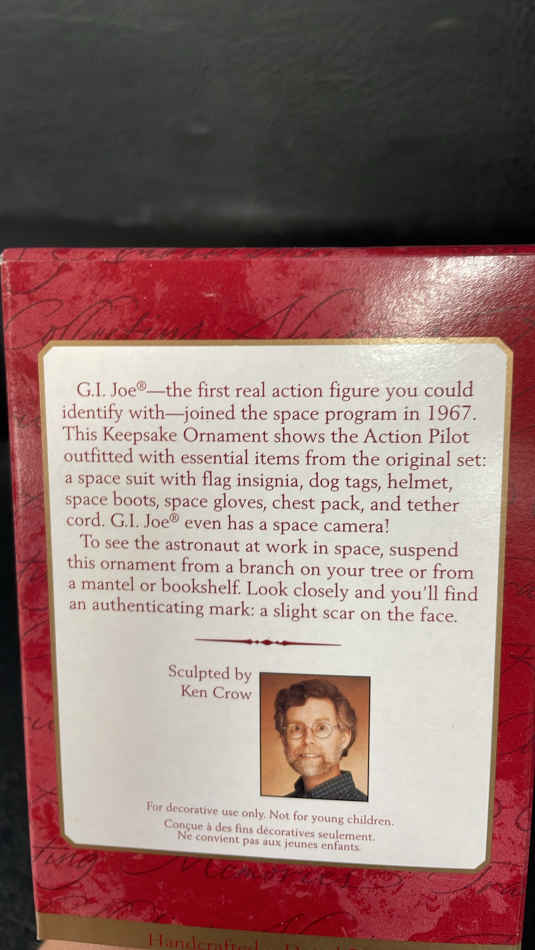 Collecting
G.I. Joe®—the first real action figure you could
identify with—joined the space program in 1967.
This Keepsake Ornament shows the Action Pilot
outfitted with essential items from the original set:
a space suit with flag insignia, dog tags, helmet,
space boots, space gloves, chest pack, and tether
cord. G.I. Joe® even has a space camera!
To see the astronaut at work in space, suspend
this ornament from a branch on your tree or from
a mantel or bookshelf. Look closely and you'll find
an authenticating mark: a slight scar on the face.
Sculpted by
Ken Crow
For decorative use only. Not for young children.
Conçue à des fins décoratives seulement.
Ne convient pas aux jeunes enfants.
Memories
Handcrafted